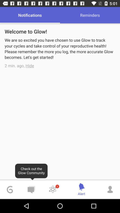 5:01
Notifications
Reminders
Welcome to Glow!
We are so excited you have chosen to use Glow to track
your cycles and take control of your reproductive health!
Please remember the more you log, the more accurate Glow
becomes. Let's get started!
2 min. ago
Hide
Check out the
Glow Community